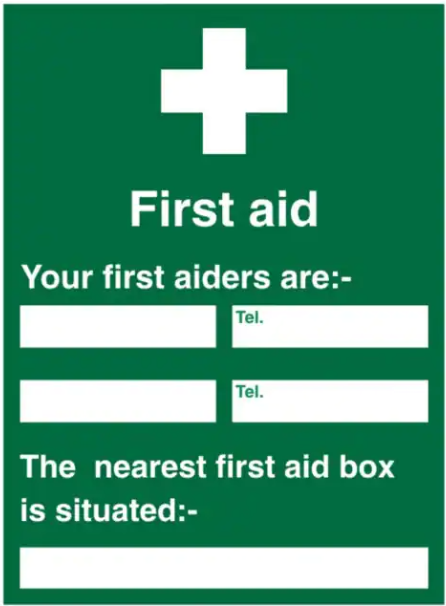 First aid
Your first aiders are:-
Tel.
Tel.
The nearest first aid box
is situated:-